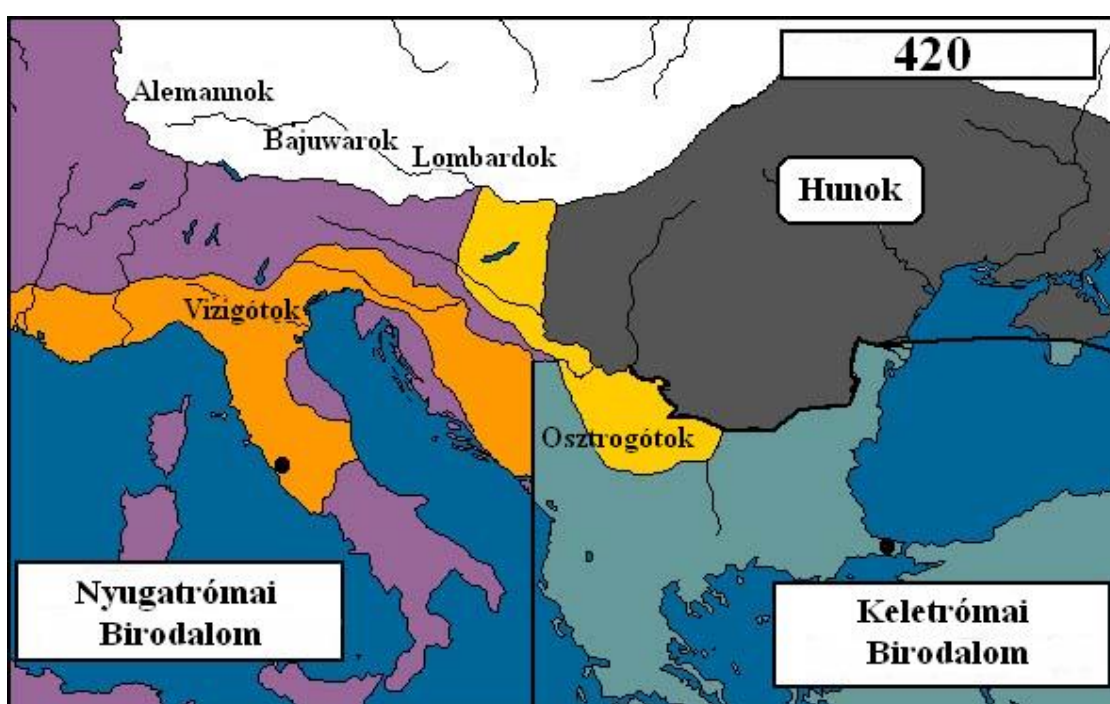 420
Alemannok
Bajuwarok
Lombardok
Hunok
Vizigótok
Osztrogótok
Nyugatrómai
Birodalom
Keletrómai
Birodalom